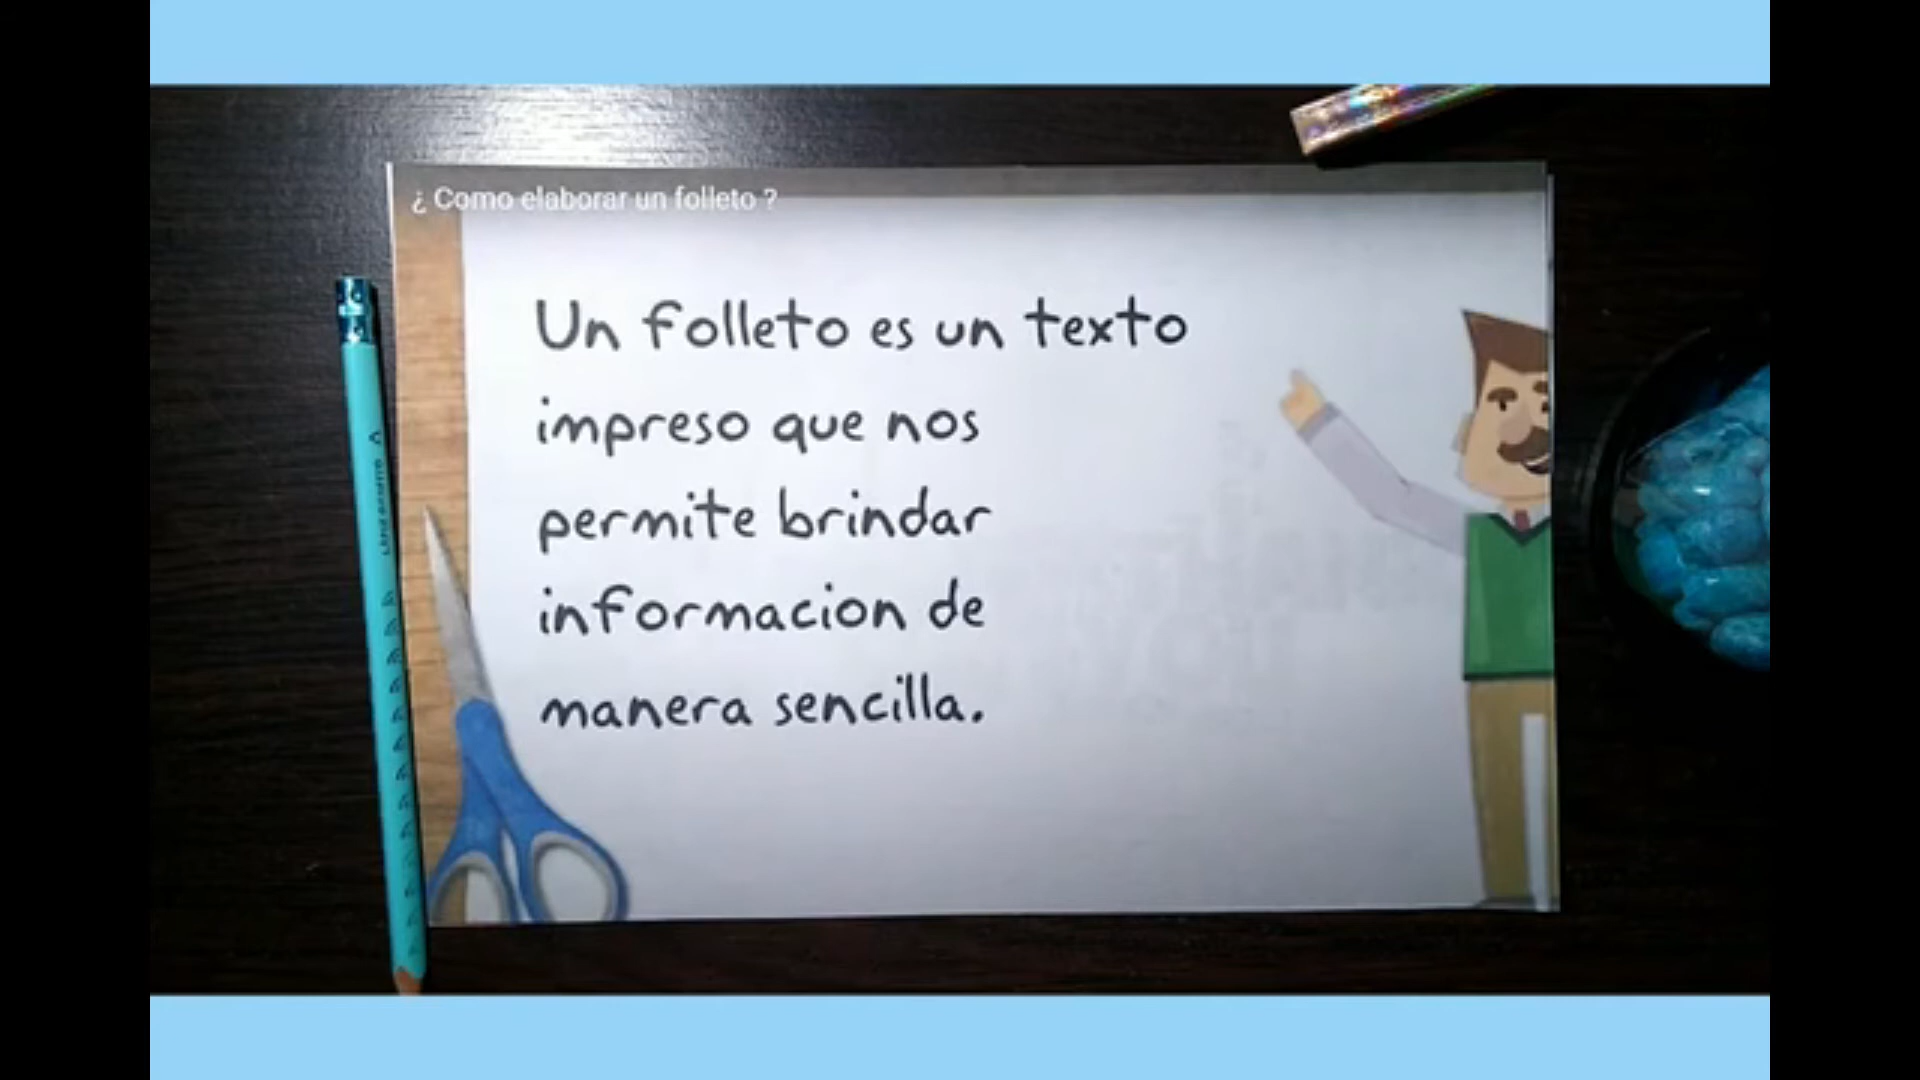 ¿ Como elaborar un folleto ?
Un folleto es un texto
impreso que nos
permite brindar
informacion de
manera sencilla.